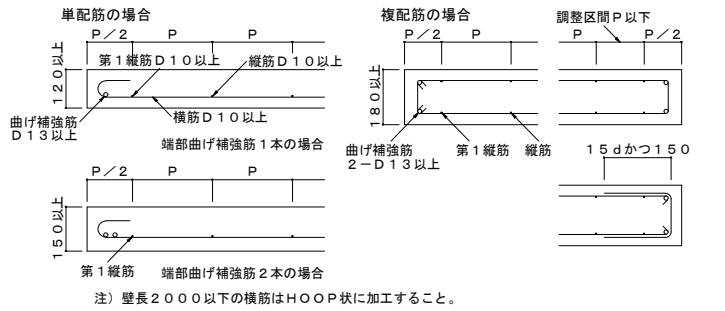 単配筋の場合
P/2 P P
120以上
第1縦筋D10以上
縦筋D10以上
横筋D10以上
曲げ補強筋
D13以上
端部曲げ補強筋1本の場合
P/2 P P
150以上
第1縦筋
端部曲げ補強筋2本の場合
複配筋の場合
調整区間P以下
P/2 P P P/2
180以上
曲げ補強筋
2-D13以上
第1縦筋
縦筋
15dかつ150
注)壁長2000以下の横筋はHOOP状に加工すること。